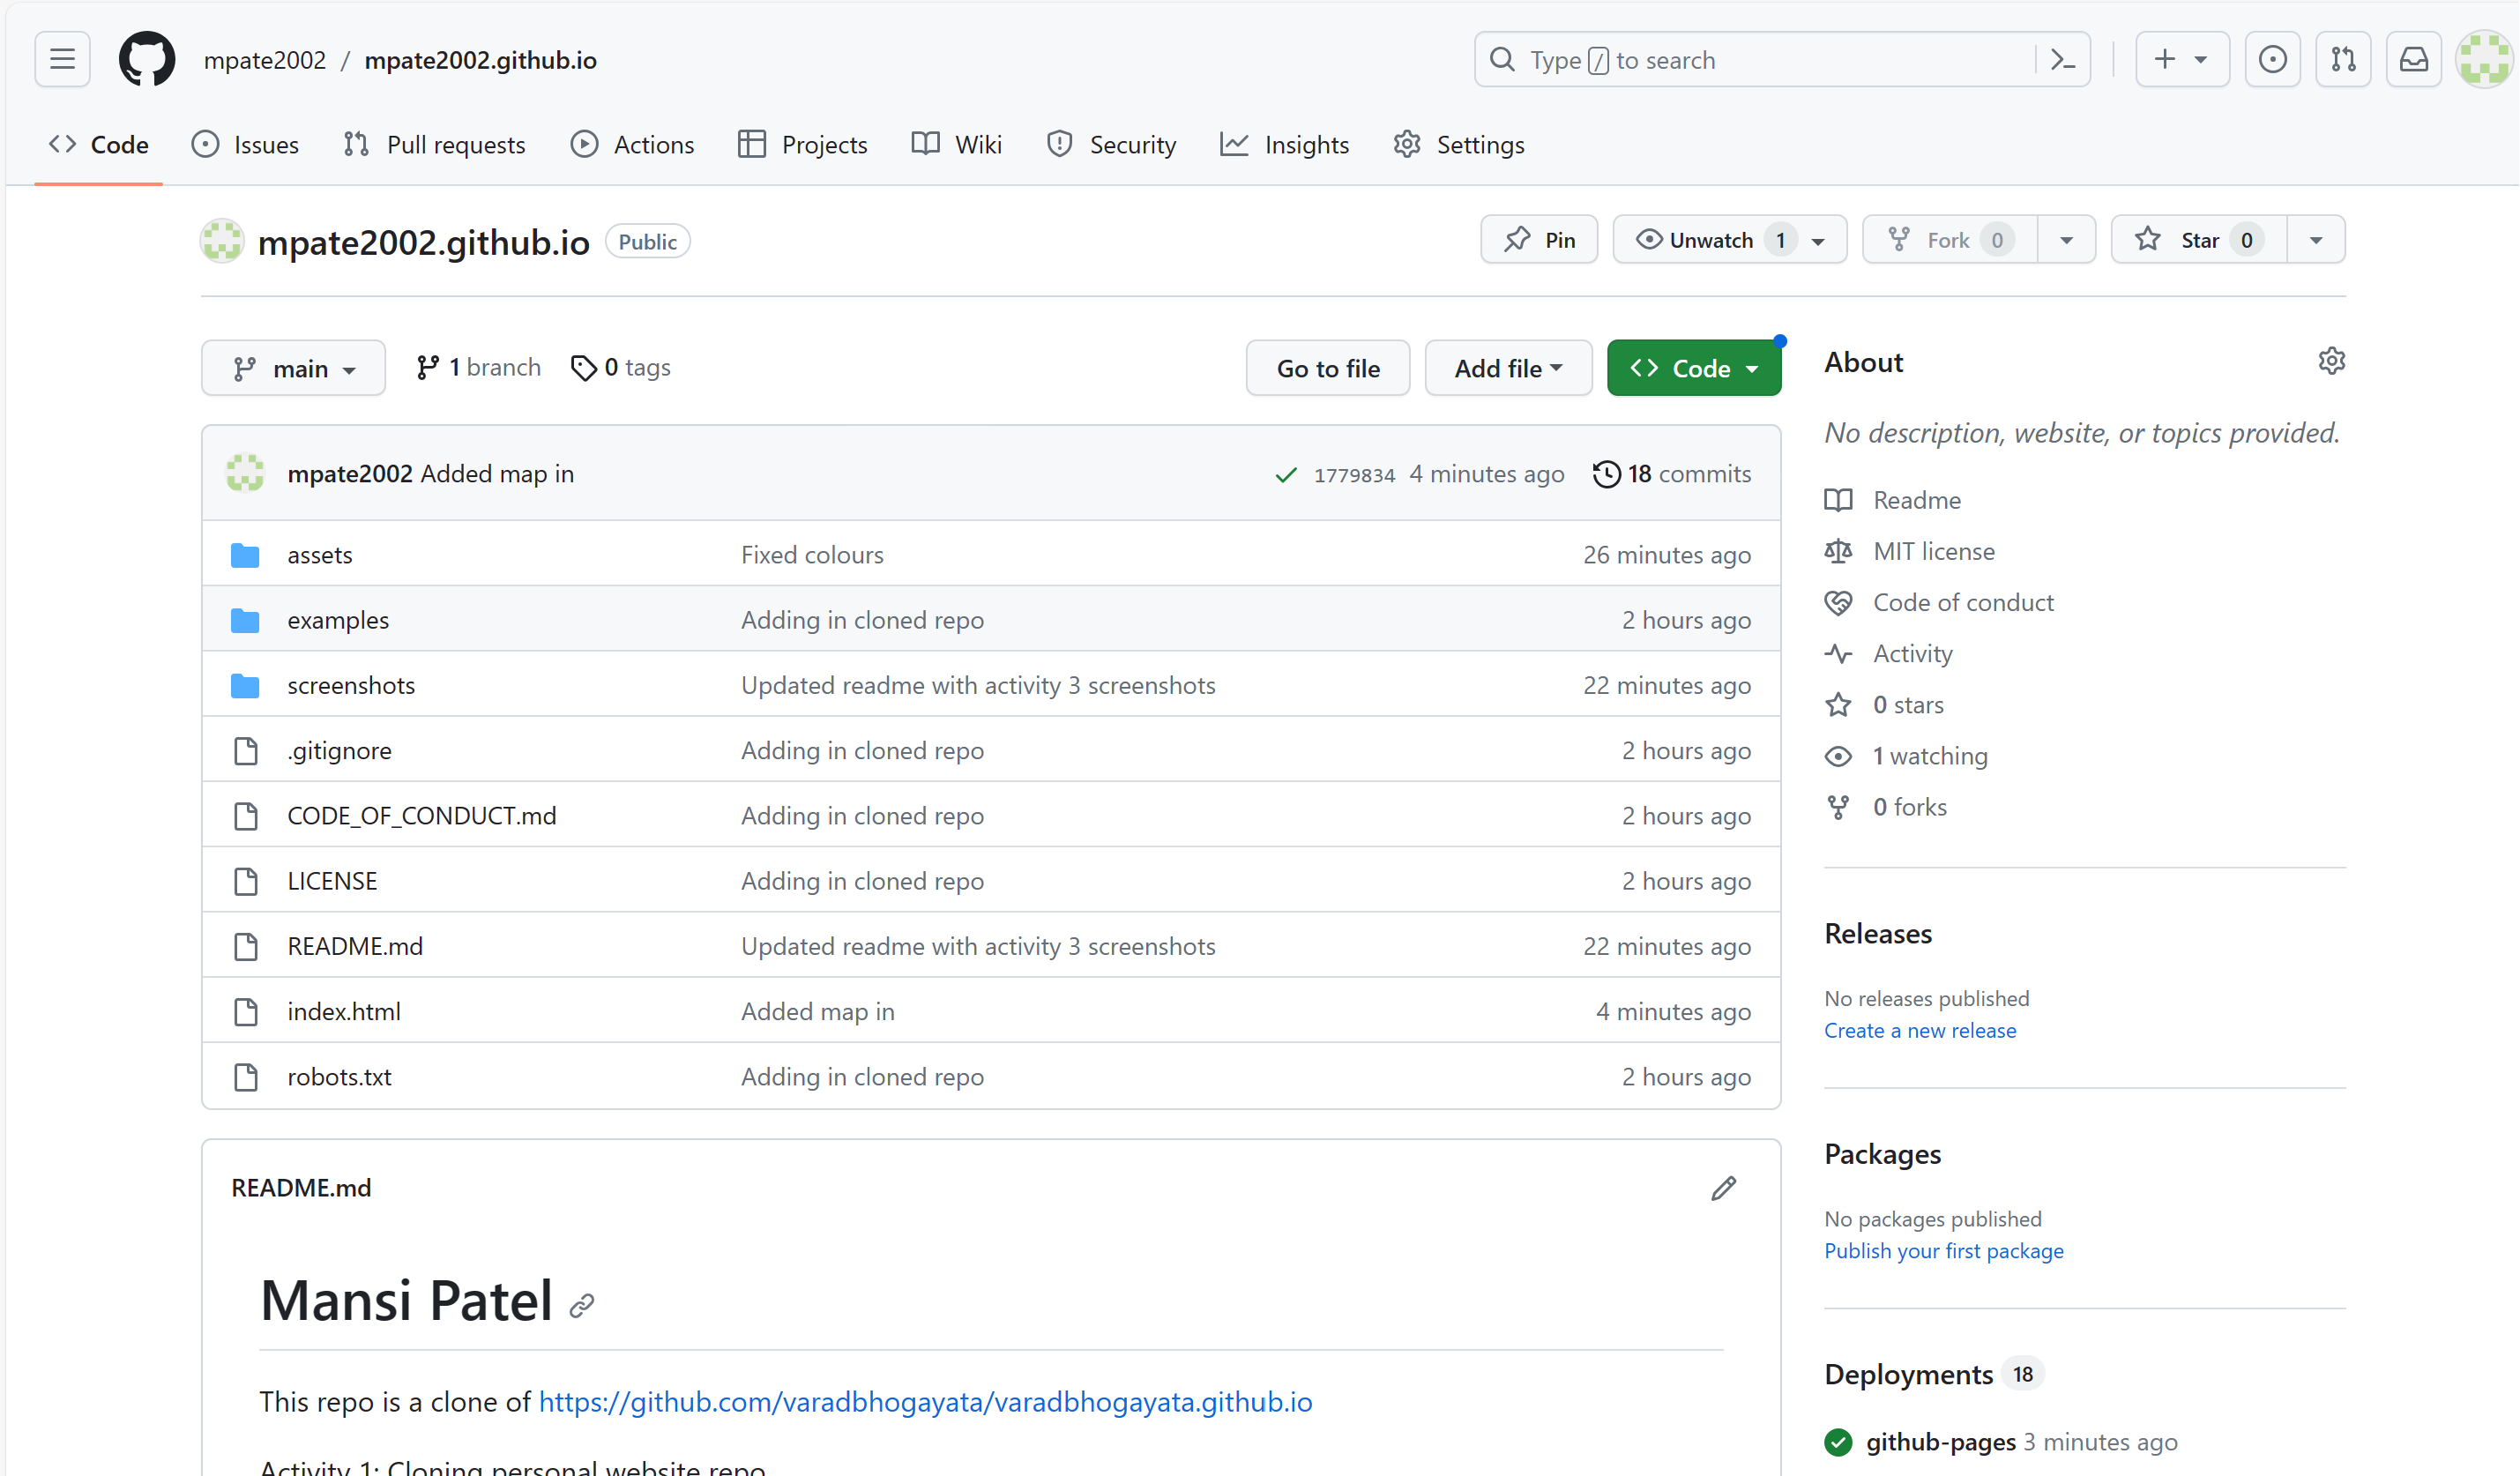 mpate2002 / mpate2002.github.io
Type / to search
Code Issues Pull requests Actions Projects Wiki Security Insights Settings
mpate2002.github.io Public
Pin Unwatch 1 Fork 0 Star 0
main 1 branch 0 tags
Go to file Add file Code
mpate2002 Added map in 1779834 4 minutes ago 18 commits
assets Fixed colours 26 minutes ago
examples Adding in cloned repo 2 hours ago
screenshots Updated readme with activity 3 screenshots 22 minutes ago
.gitignore Adding in cloned repo 2 hours ago
CODE_OF_CONDUCT.md Adding in cloned repo 2 hours ago
LICENSE Adding in cloned repo 2 hours ago
README.md Updated readme with activity 3 screenshots 22 minutes ago
index.html Added map in 4 minutes ago
robots.txt Adding in cloned repo 2 hours ago
README.md
Mansi Patel
This repo is a clone of https://github.com/varadbhogayata/varadbhogayata.github.io
Activity 1: Cloning personal website repo
About
No description, website, or topics provided.
Readme
MIT license
Code of conduct
Activity
0 stars
1 watching
0 forks
Releases
No releases published
Create a new release
Packages
No packages published
Publish your first package
Deployments 18
github-pages 3 minutes ago